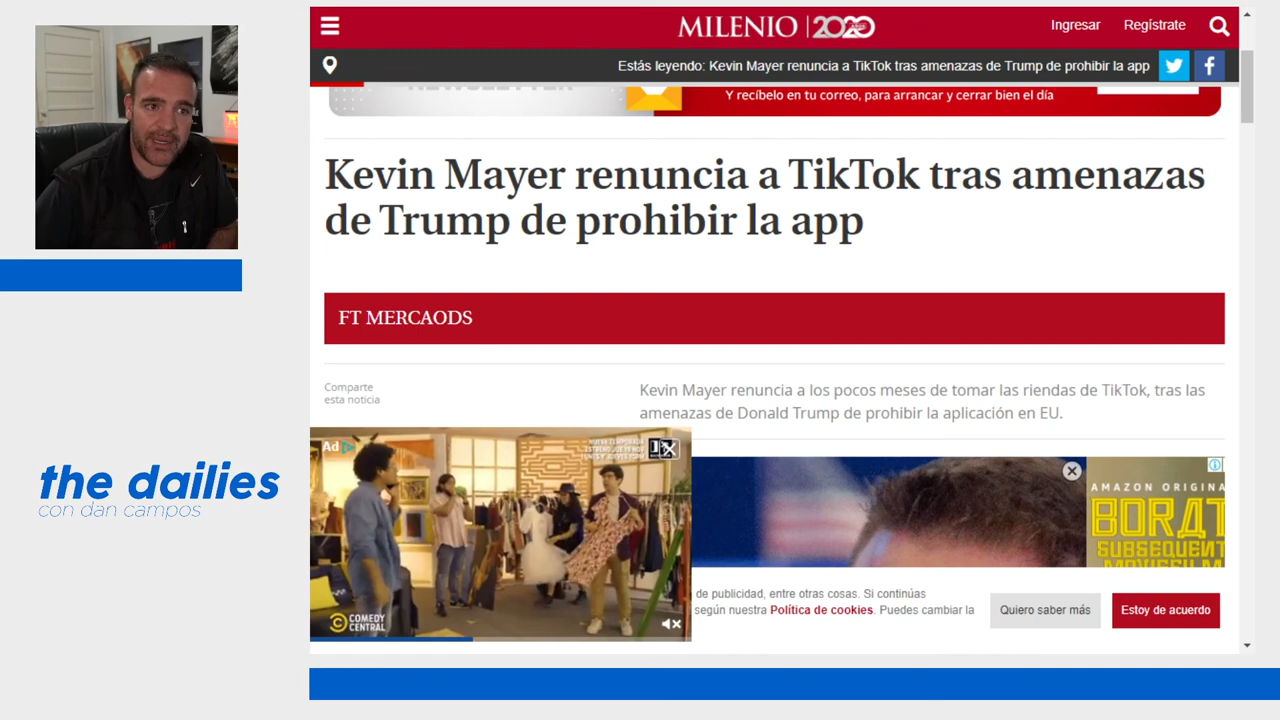 MILENIO | 2020
Ingresar
Regístrate
Estás leyendo: Kevin Mayer renuncia a TikTok tras amenazas de Trump de prohibir la app
NEWSLETTER
Y recíbelo en tu correo, para arrancar y cerrar bien el día
Kevin Mayer renuncia a TikTok tras amenazas
de Trump de prohibir la app
FT MERCAODS
Comparte
esta noticia
Kevin Mayer renuncia a los pocos meses de tomar las riendas de TikTok, tras las
amenazas de Donald Trump de prohibir la aplicación en EU.
Ad
NUEVA TEMPORADA
COMEDY
CENTRAL
AMAZON ORIGINA
BORAT
SUBSEQUENT
MOVIEFILM
de publicidad, entre otras cosas. Si continúas
según nuestra Política de cookies. Puedes cambiar la
Quiero saber más
Estoy de acuerdo
the dailies
con dan campos